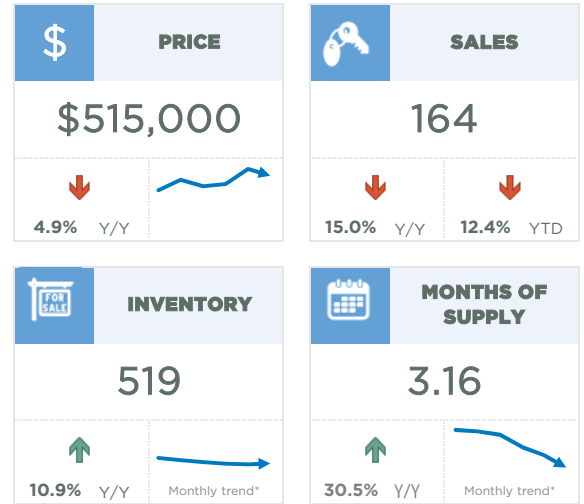 $
PRICE
$515,000
4.9% Y/Y
SALES
164
15.0% Y/Y
12.4% YTD
FOR
SALE
INVENTORY
519
10.9% Y/Y
Monthly trend*
MONTHS OF
SUPPLY
3.16
30.5% Y/Y
Monthly trend*